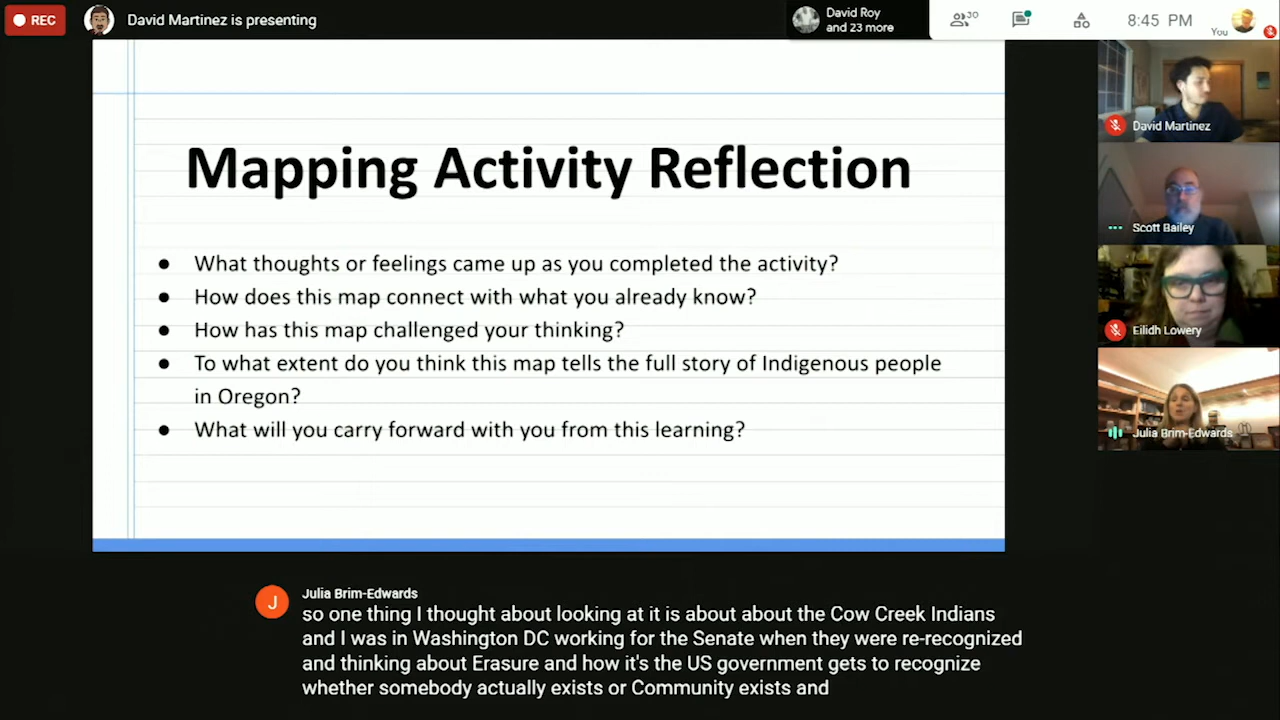 REC
David Martinez is presenting
David Roy
and 23 more
30
8:45 PM
You
Mapping Activity Reflection
● What thoughts or feelings came up as you completed the activity?
● How does this map connect with what you already know?
● How has this map challenged your thinking?
● To what extent do you think this map tells the full story of Indigenous people
in Oregon?
● What will you carry forward with you from this learning?
David Martinez
Scott Bailey
Eilidh Lowery
Julia Brim-Edwards
J
Julia Brim-Edwards
so one thing I thought about looking at it is about about the Cow Creek Indians
and I was in Washington DC working for the Senate when they were re-recognized
and thinking about Erasure and how it's the US government gets to recognize
whether somebody actually exists or Community exists and